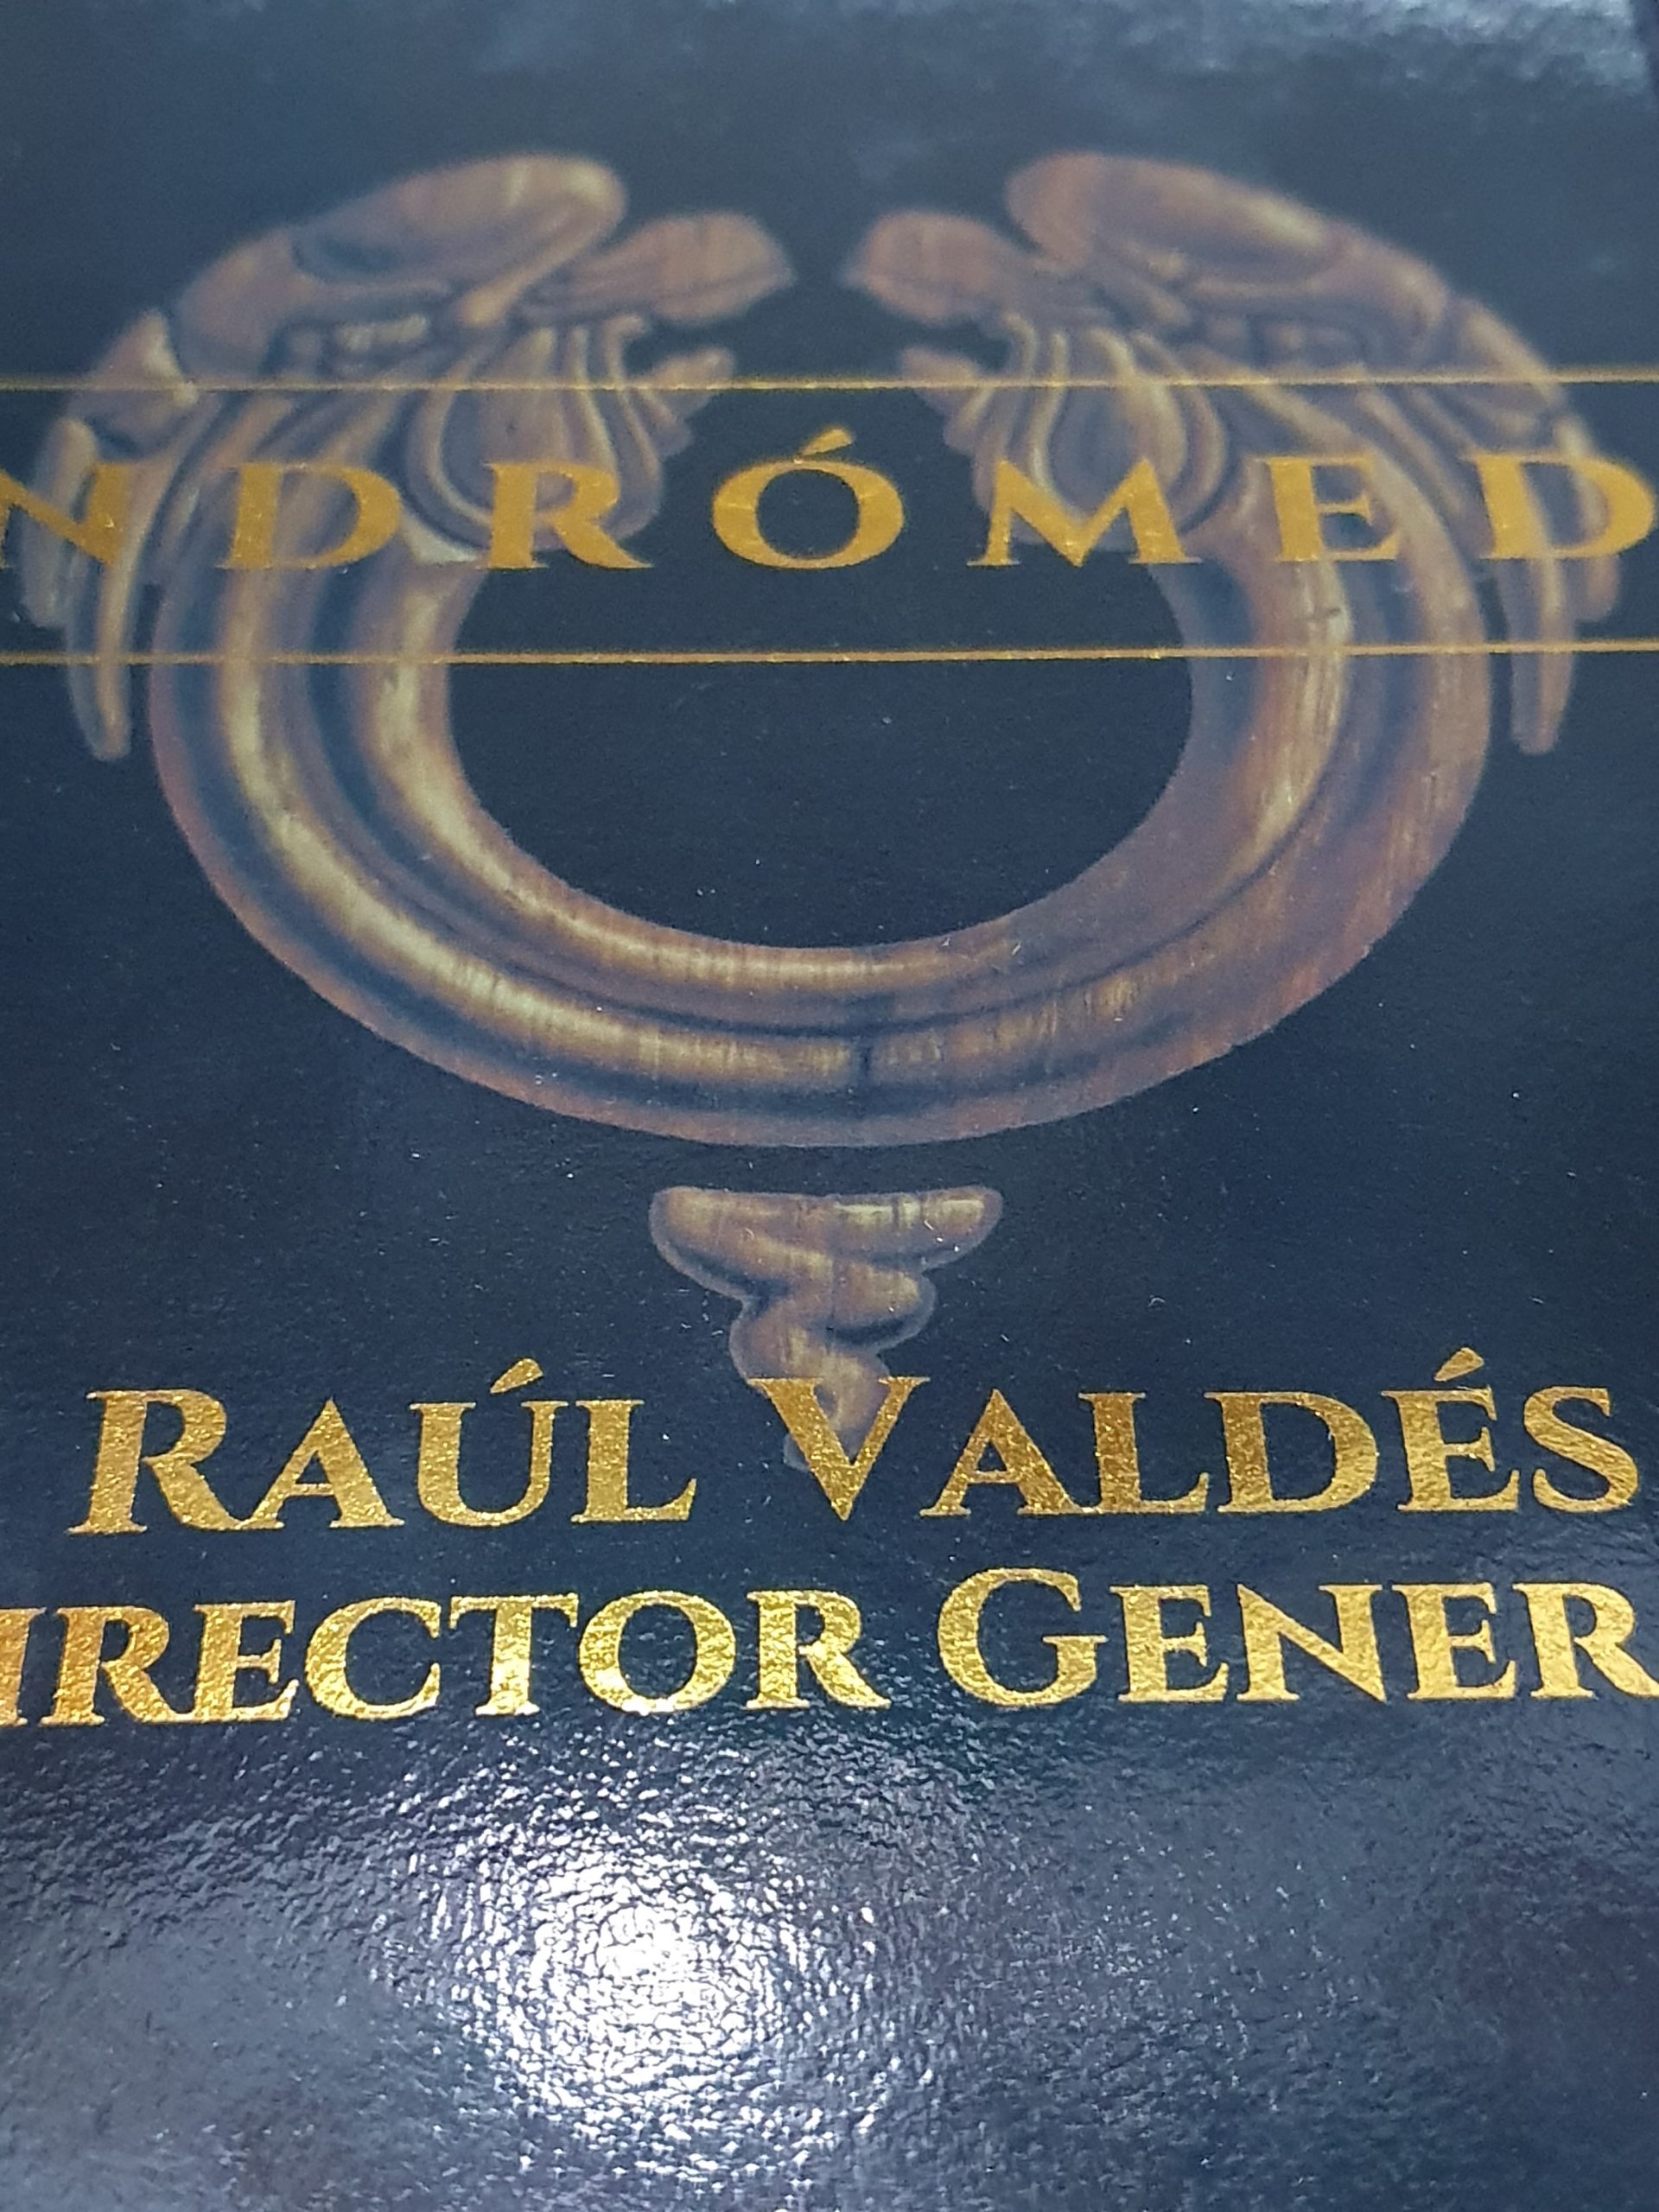 NDRÓMED
RAÚL VALDÉS
IRECTOR GENER